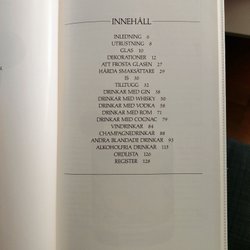 INNEHÅLL
INLEDNING 6
UTRUSTNING 8
GLAS 10
DEKORATIONER 12
ATT FROSTA GLASEN 27
HÅRDA SMAKSÄTTARE 29
IS 30
TILLTUGG 32
DRINKAR MED GIN 38
DRINKAR MED WHISKY 50
DRINKAR MED VODKA 58
DRINKAR MED ROM 71
DRINKAR MED COGNAC 79
VINDRINKAR 84
CHAMPAGNEDRINKAR 88
ANDRA BLANDADE DRINKAR 93
ALKOHOLFRIA DRINKAR 113
ORDLISTA 126
REGISTER 128